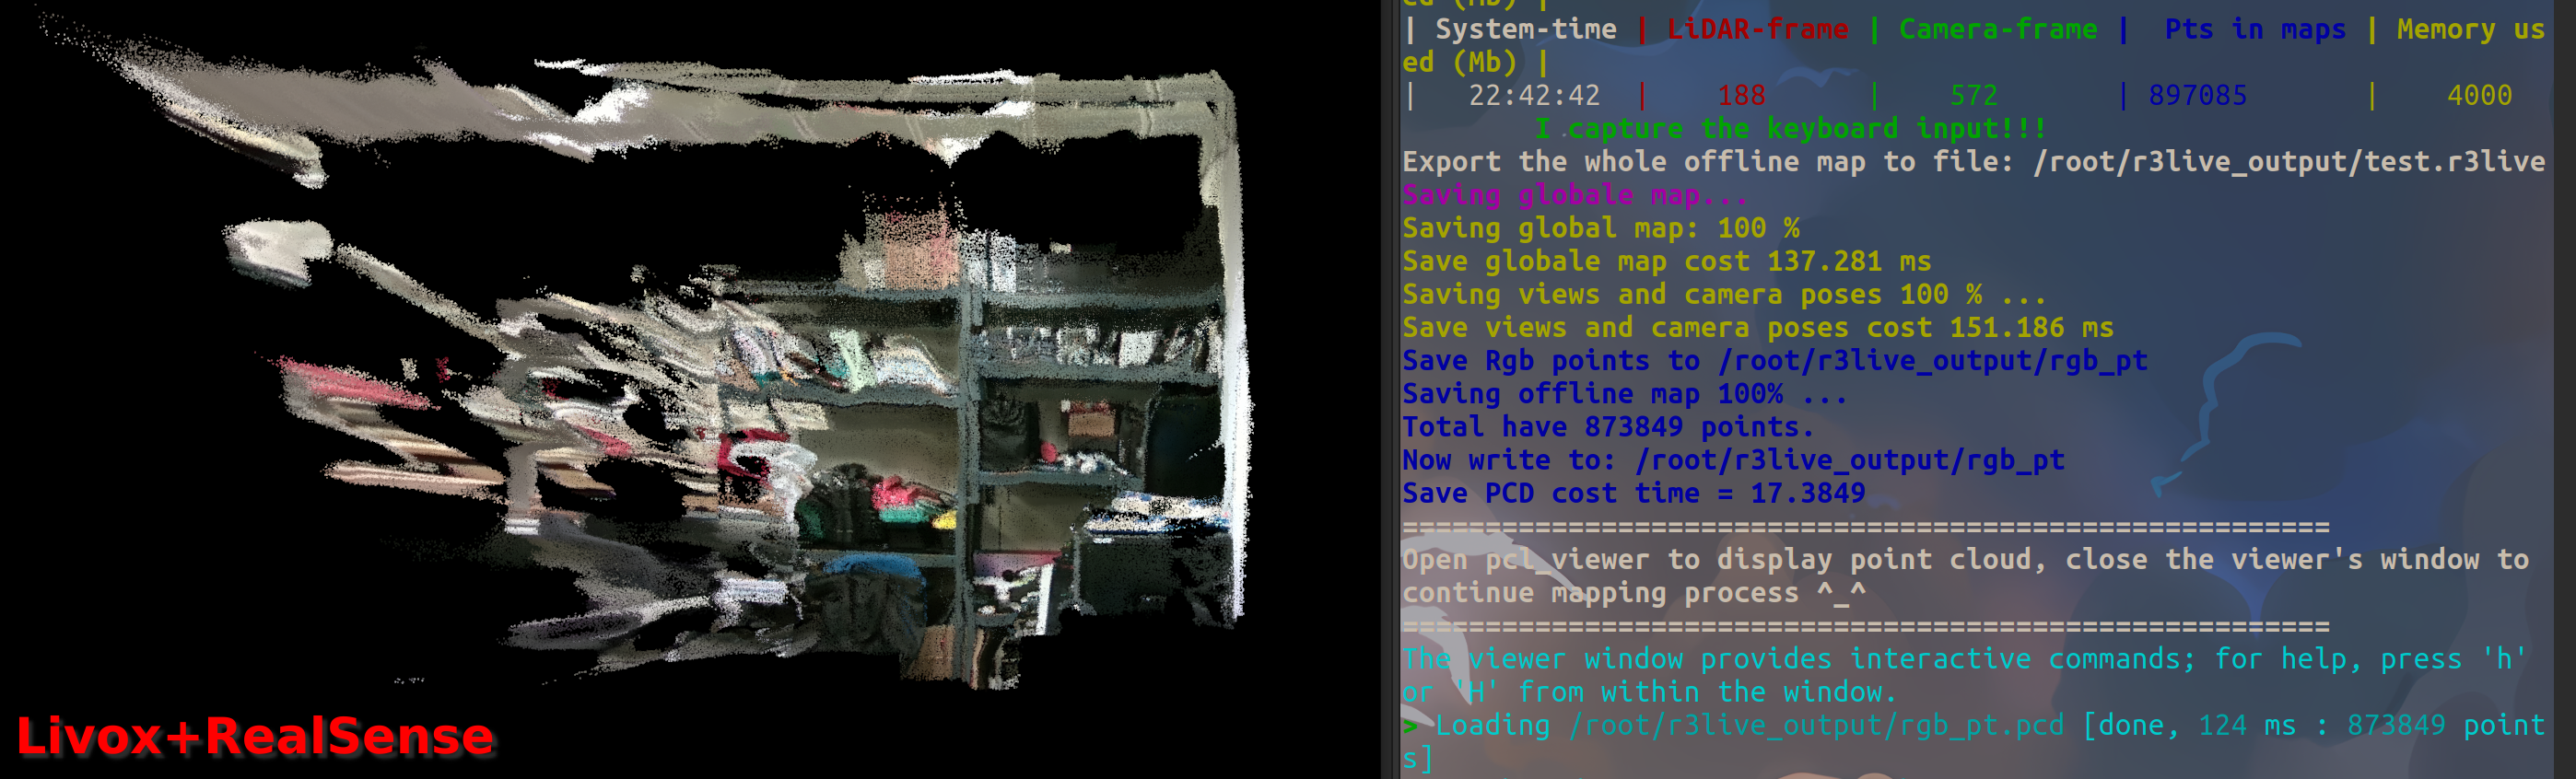 ed (Mb) |
| System-time | LiDAR-frame | Camera-frame |  Pts in maps | Memory us
ed (Mb) |
|   22:42:42  |    188      |    572       | 897085       |    4000
I capture the keyboard input!!!
Export the whole offline map to file: /root/r3live_output/test.r3live
Saving globale map...
Saving global map: 100 %
Save globale map cost 137.281 ms
Saving views and camera poses 100 % ...
Save views and camera poses cost 151.186 ms
Save Rgb points to /root/r3live_output/rgb_pt
Saving offline map 100% ...
Total have 873849 points.
Now write to: /root/r3live_output/rgb_pt
Save PCD cost time = 17.3849
========================================================
Open pcl_viewer to display point cloud, close the viewer's window to
continue mapping process ^_^
========================================================
The viewer window provides interactive commands; for help, press 'h'
or 'H' from within the window.
> Loading /root/r3live_output/rgb_pt.pcd [done, 124 ms : 873849 point
s]
Livox+RealSense